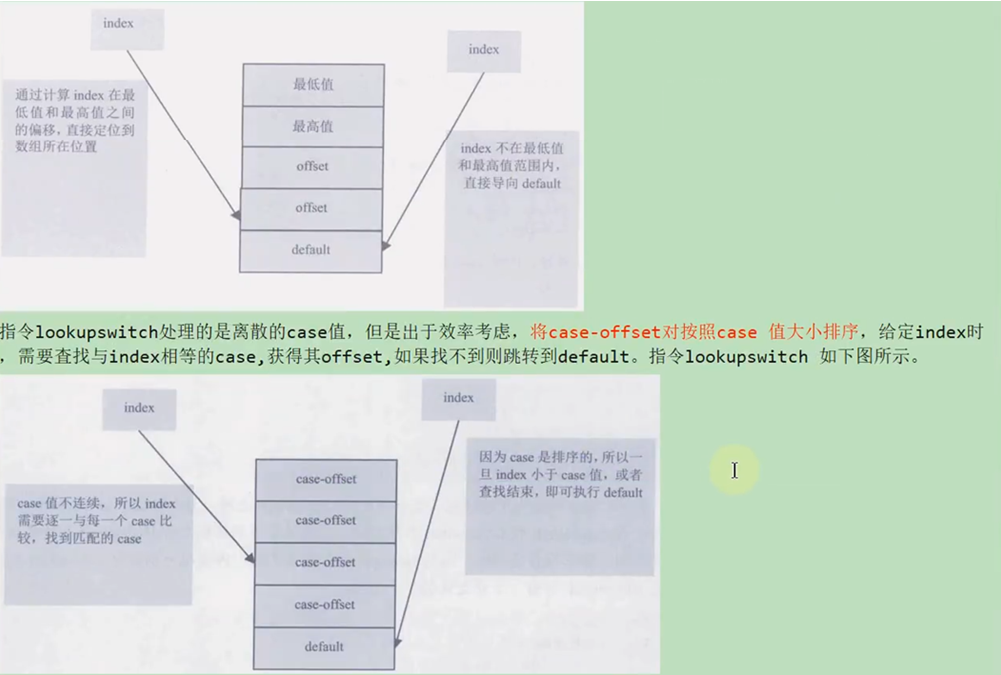 index
index
通过计算 index 在最
低值和最高值之间
的偏移，直接定位到
数组所在位置
最低值
最高值
offset
offset
default
index 不在最低值
和最高值范围内，
直接导向 default
指令lookupswitch处理的是离散的case值，但是出于效率考虑，将case-offset对按照case 值大小排序，给定index时
，需要查找与index相等的case,获得其offset,如果找不到则跳转到default。指令lookupswitch 如下图所示。
index
index
case 值不连续，所以 index
需要逐一与每一个 case 比
较，找到匹配的 case
case-offset
case-offset
case-offset
case-offset
default
因为 case 是排序的，所以一
旦 index 小于 case 值，或者
查找结束，即可执行 default